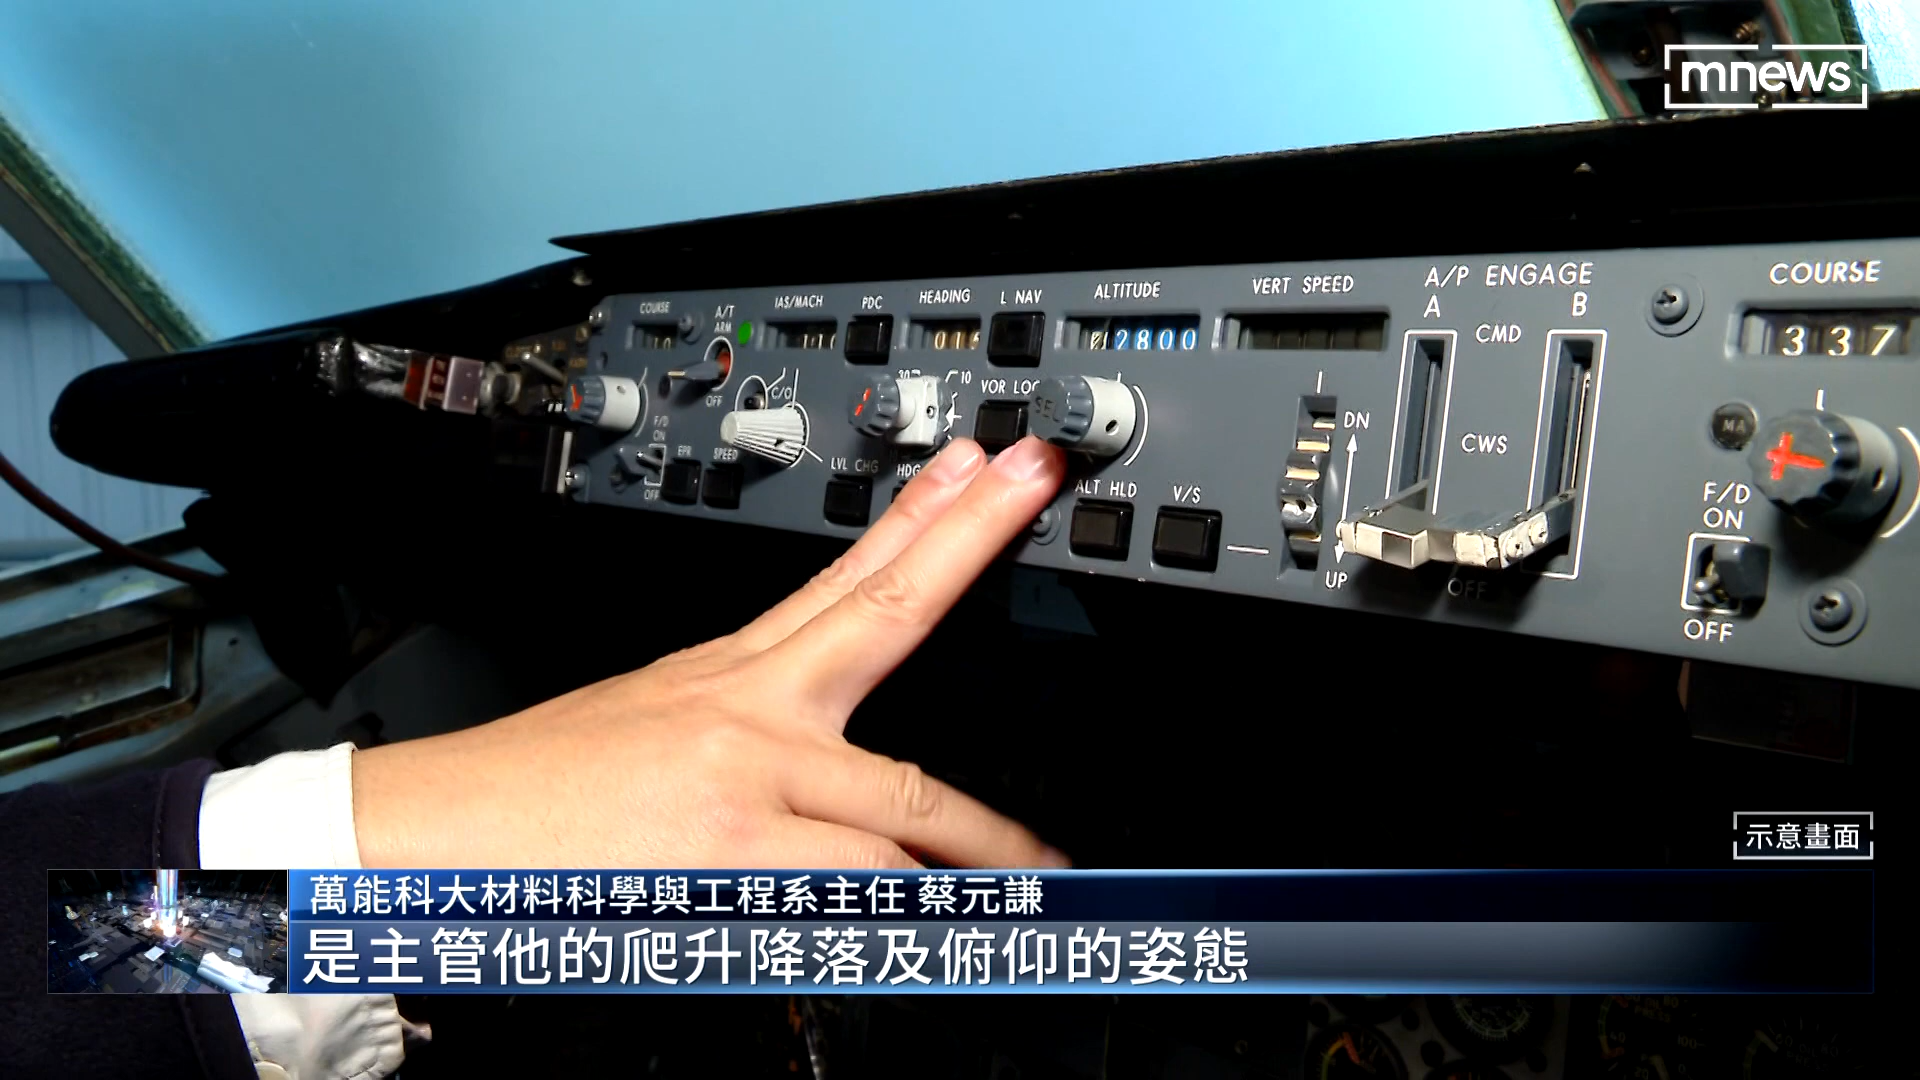 mnews
COURSE
A/T
ARM
OFF
IAS/MACH
PDC
HEADING
L NAV
ALTITUDE
2800
VERT SPEED
A/P ENGAGE
A
B
CMD
CWS
OFF
COURSE
337
C/O
30
10
VOR LOC
SEL
DN
UP
F/D
ON
OFF
EPR
SPEED
LVL CHG
HDG
ALT HLD
V/S
MA
F/D
ON
OFF
示意畫面
萬能科大材料科學與工程系主任 蔡元謙
是主管他的爬升降落及俯仰的姿態